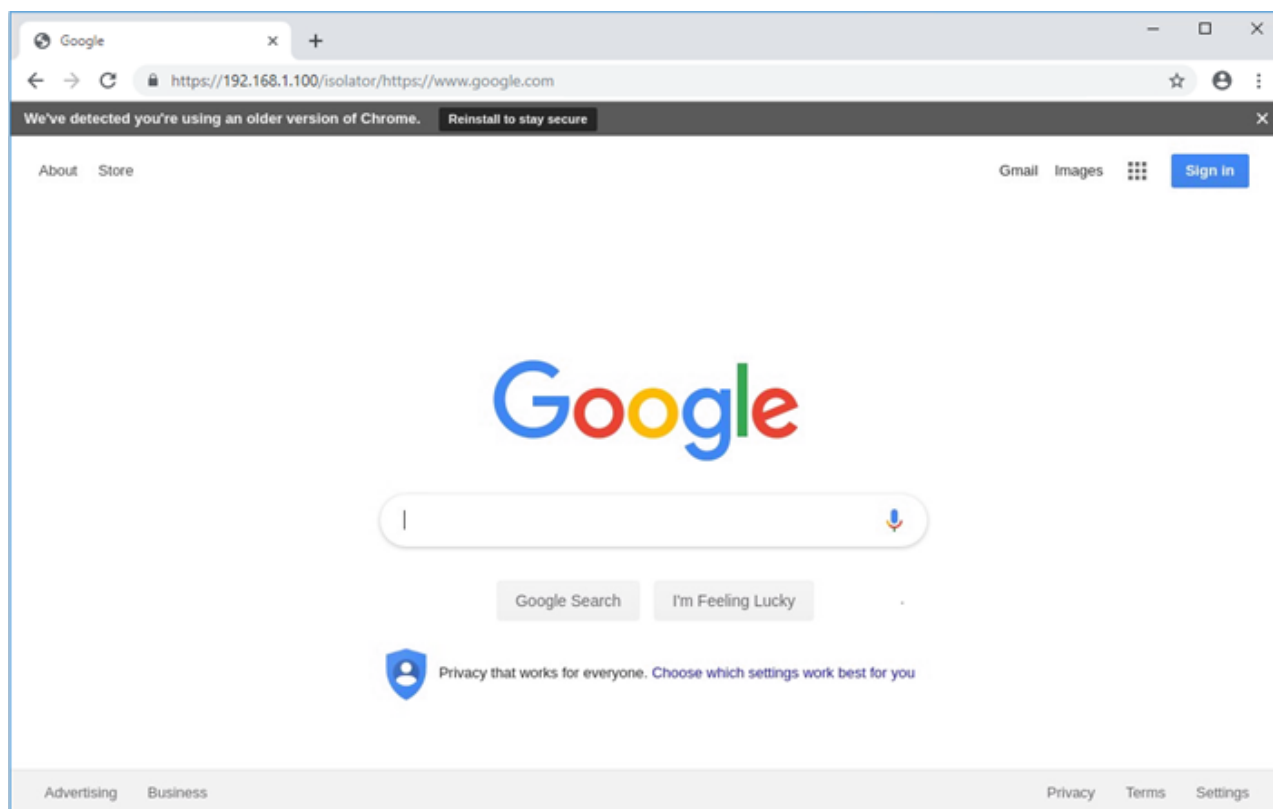 Google
https://192.168.1.100/isolator/https://www.google.com
We've detected you're using an older version of Chrome. Reinstall to stay secure
About Store Gmail Images Sign in
Google
Google Search I'm Feeling Lucky
Privacy that works for everyone. Choose which settings work best for you
Advertising Business Privacy Terms Settings